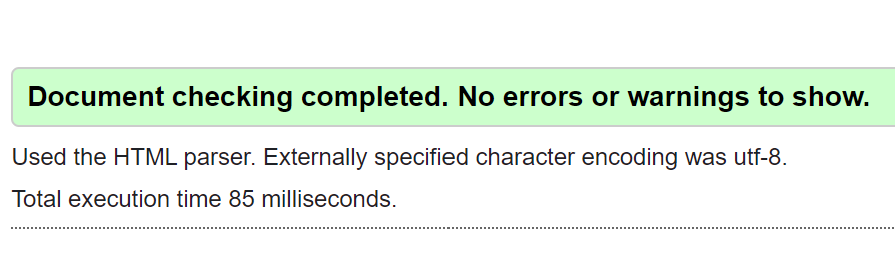 Document checking completed. No errors or warnings to show.
Used the HTML parser. Externally specified character encoding was utf-8.
Total execution time 85 milliseconds.